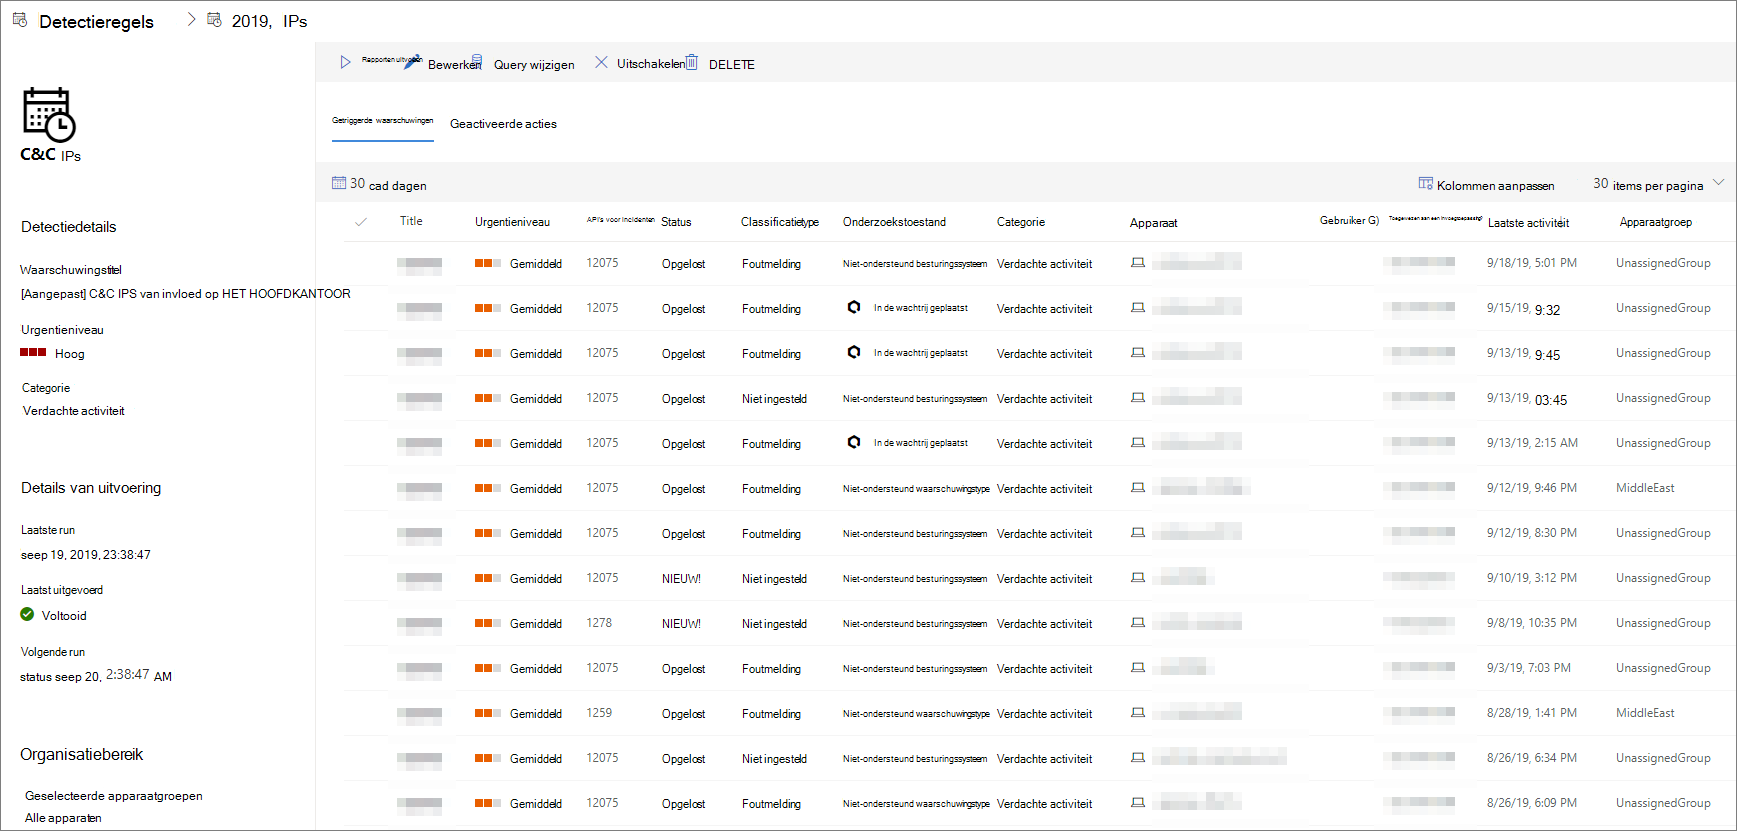 Detectieregels > 2019, IPs
Rapporten uitvoeren Bewerken Query wijzigen Uitschakelen DELETE
C&C IPs
Getriggerde waarschuwingen Geactiveerde acties
30 cad dagen Kolommen aanpassen 30 items per pagina
Detectiedetails
Waarschuwingstitel
[Aangepast] C&C IPS van invloed op HET HOOFDKANTOOR
Urgentieniveau
Hoog
Categorie
Verdachte activiteit
Details van uitvoering
Laatste run
seep 19, 2019, 23:38:47
Laatst uitgevoerd
Voltooid
Volgende run
status seep 20, 2:38:47 AM
Organisatiebereik
Geselecteerde apparaatgroepen
Alle apparaten
Title Urgentieniveau API's voor incidenten Status Classificatietype Onderzoekstoestand Categorie Apparaat Gebruiker G) Toegewezen aan een invoegtoepassing? Laatste activiteit Apparaatgroep
Gemiddeld 12075 Opgelost Foutmelding Niet-ondersteund besturingssysteem Verdachte activiteit 9/18/19, 5:01 PM UnassignedGroup
Gemiddeld 12075 Opgelost Foutmelding In de wachtrij geplaatst Verdachte activiteit 9/15/19, 9:32 UnassignedGroup
Gemiddeld 12075 Opgelost Foutmelding In de wachtrij geplaatst Verdachte activiteit 9/13/19, 9:45 UnassignedGroup
Gemiddeld 12075 Opgelost Niet ingesteld Niet-ondersteund besturingssysteem Verdachte activiteit 9/13/19, 03:45 UnassignedGroup
Gemiddeld 12075 Opgelost Foutmelding In de wachtrij geplaatst Verdachte activiteit 9/13/19, 2:15 AM UnassignedGroup
Gemiddeld 12075 Opgelost Foutmelding Niet-ondersteund waarschuwingstype Verdachte activiteit 9/12/19, 9:46 PM MiddleEast
Gemiddeld 12075 Opgelost Foutmelding Niet-ondersteund besturingssysteem Verdachte activiteit 9/12/19, 8:30 PM UnassignedGroup
Gemiddeld 12075 NIEUW! Niet ingesteld Niet-ondersteund besturingssysteem Verdachte activiteit 9/10/19, 3:12 PM UnassignedGroup
Gemiddeld 1278 NIEUW! Niet ingesteld Niet-ondersteund besturingssysteem Verdachte activiteit 9/8/19, 10:35 PM UnassignedGroup
Gemiddeld 12075 Opgelost Foutmelding Niet-ondersteund besturingssysteem Verdachte activiteit 9/3/19, 7:03 PM UnassignedGroup
Gemiddeld 1259 Opgelost Foutmelding Niet-ondersteund waarschuwingstype Verdachte activiteit 8/28/19, 1:41 PM MiddleEast
Gemiddeld 12075 Opgelost Niet ingesteld Niet-ondersteund besturingssysteem Verdachte activiteit 8/26/19, 6:34 PM UnassignedGroup
Gemiddeld 12075 Opgelost Foutmelding Niet-ondersteund waarschuwingstype Verdachte activiteit 8/26/19, 6:09 PM UnassignedGroup